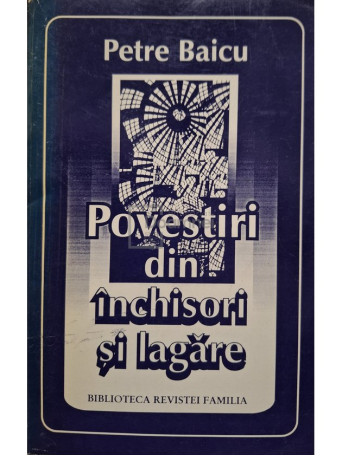 Petre Baicu
Povestiri
din
închisori
și lagăre
BIBLIOTECA REVISTEI FAMILIA